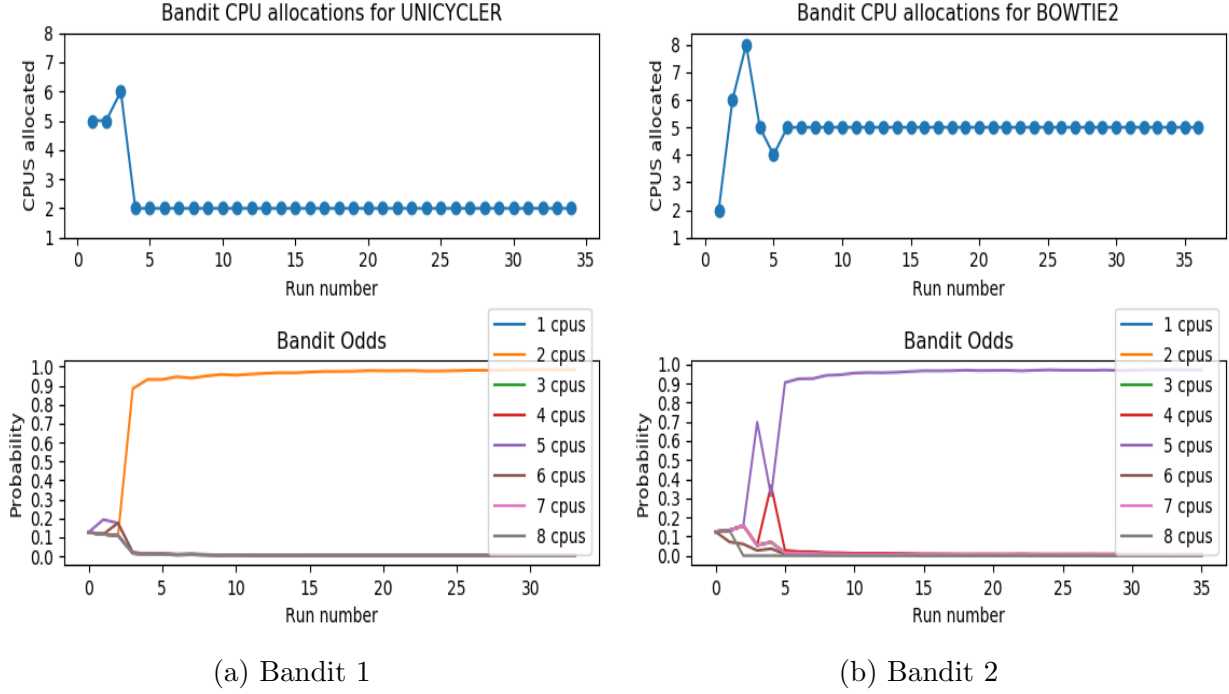 Bandit CPU allocations for UNICYCLER
CPUS allocated
8
7
6
5
4
3
2
1
0 5 10 15 20 25 30 35
Run number
Bandit CPU allocations for BOWTIE2
CPUS allocated
8
7
6
5
4
3
2
1
0 5 10 15 20 25 30 35
Run number
Bandit Odds
Probability
1.0
0.9
0.8
0.7
0.6
0.5
0.4
0.3
0.2
0.1
0.0
0 5 10 15 20 25 30
Run number
1 cpus
2 cpus
3 cpus
4 cpus
5 cpus
6 cpus
7 cpus
8 cpus
Bandit Odds
Probability
1.0
0.9
0.8
0.7
0.6
0.5
0.4
0.3
0.2
0.1
0.0
0 5 10 15 20 25 30 35
Run number
1 cpus
2 cpus
3 cpus
4 cpus
5 cpus
6 cpus
7 cpus
8 cpus
(a) Bandit 1
(b) Bandit 2